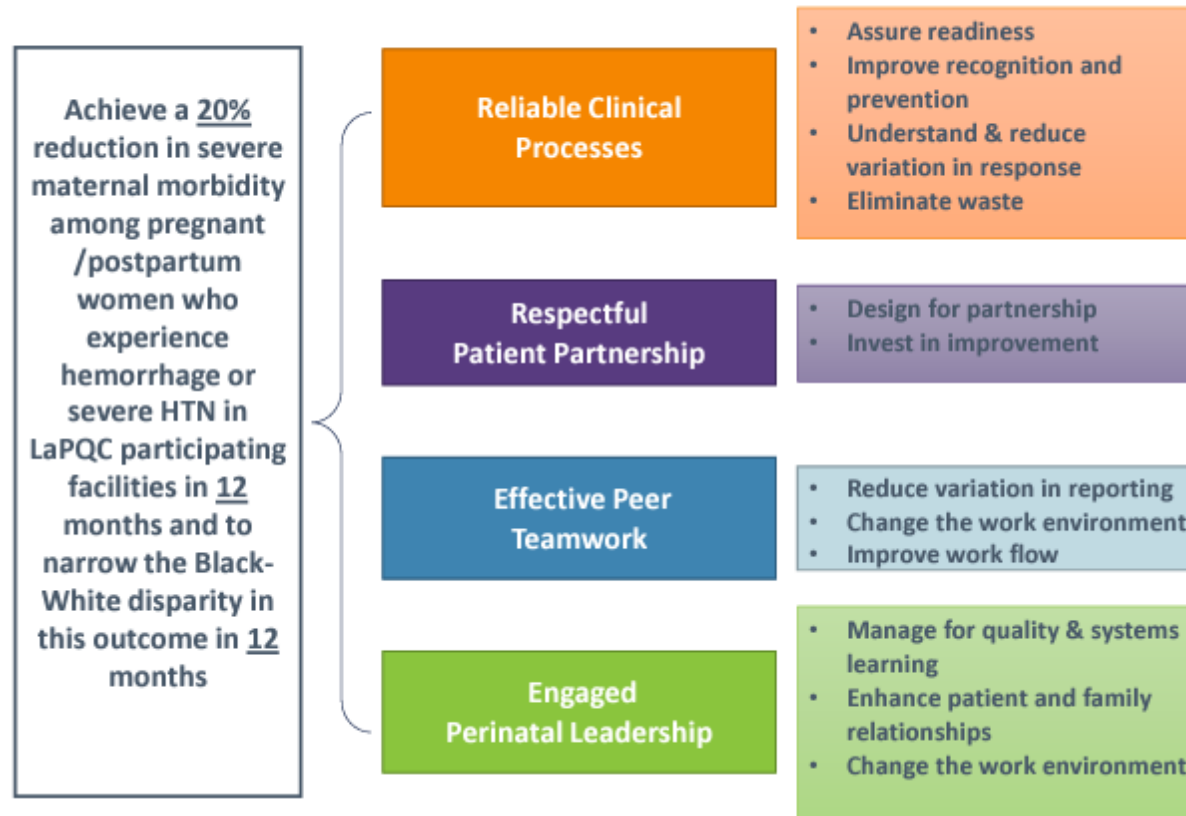 Achieve a 20%
reduction in severe
maternal morbidity
among pregnant
/postpartum
women who
experience
hemorrhage or
severe HTN in
LaPQC participating
facilities in 12
months and to
narrow the Black-
White disparity in
this outcome in 12
months
Reliable Clinical
Processes
• Assure readiness
• Improve recognition and
prevention
• Understand & reduce
variation in response
• Eliminate waste
Respectful
Patient Partnership
• Design for partnership
• Invest in improvement
Effective Peer
Teamwork
• Reduce variation in reporting
• Change the work environment
• Improve work flow
Engaged
Perinatal Leadership
• Manage for quality & systems
learning
• Enhance patient and family
relationships
• Change the work environment